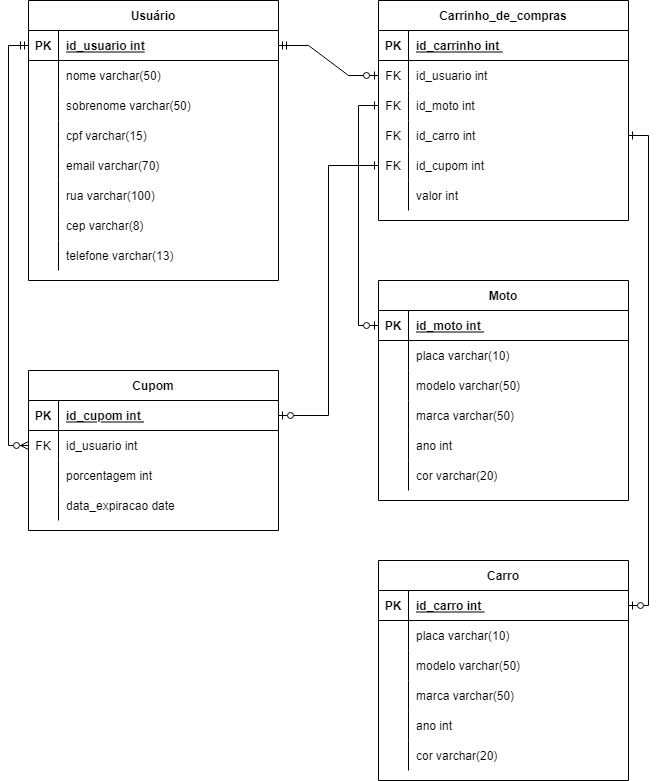 Usuário
PK id_usuario int
nome varchar(50)
sobrenome varchar(50)
cpf varchar(15)
email varchar(70)
rua varchar(100)
cep varchar(8)
telefone varchar(13)
Carrinho_de_compras
PK id_carrinho int
FK id_usuario int
FK id_moto int
FK id_carro int
FK id_cupom int
valor int
Moto
PK id_moto int
placa varchar(10)
modelo varchar(50)
marca varchar(50)
ano int
cor varchar(20)
Cupom
PK id_cupom int
FK id_usuario int
porcentagem int
data_expiracao date
Carro
PK id_carro int
placa varchar(10)
modelo varchar(50)
marca varchar(50)
ano int
cor varchar(20)